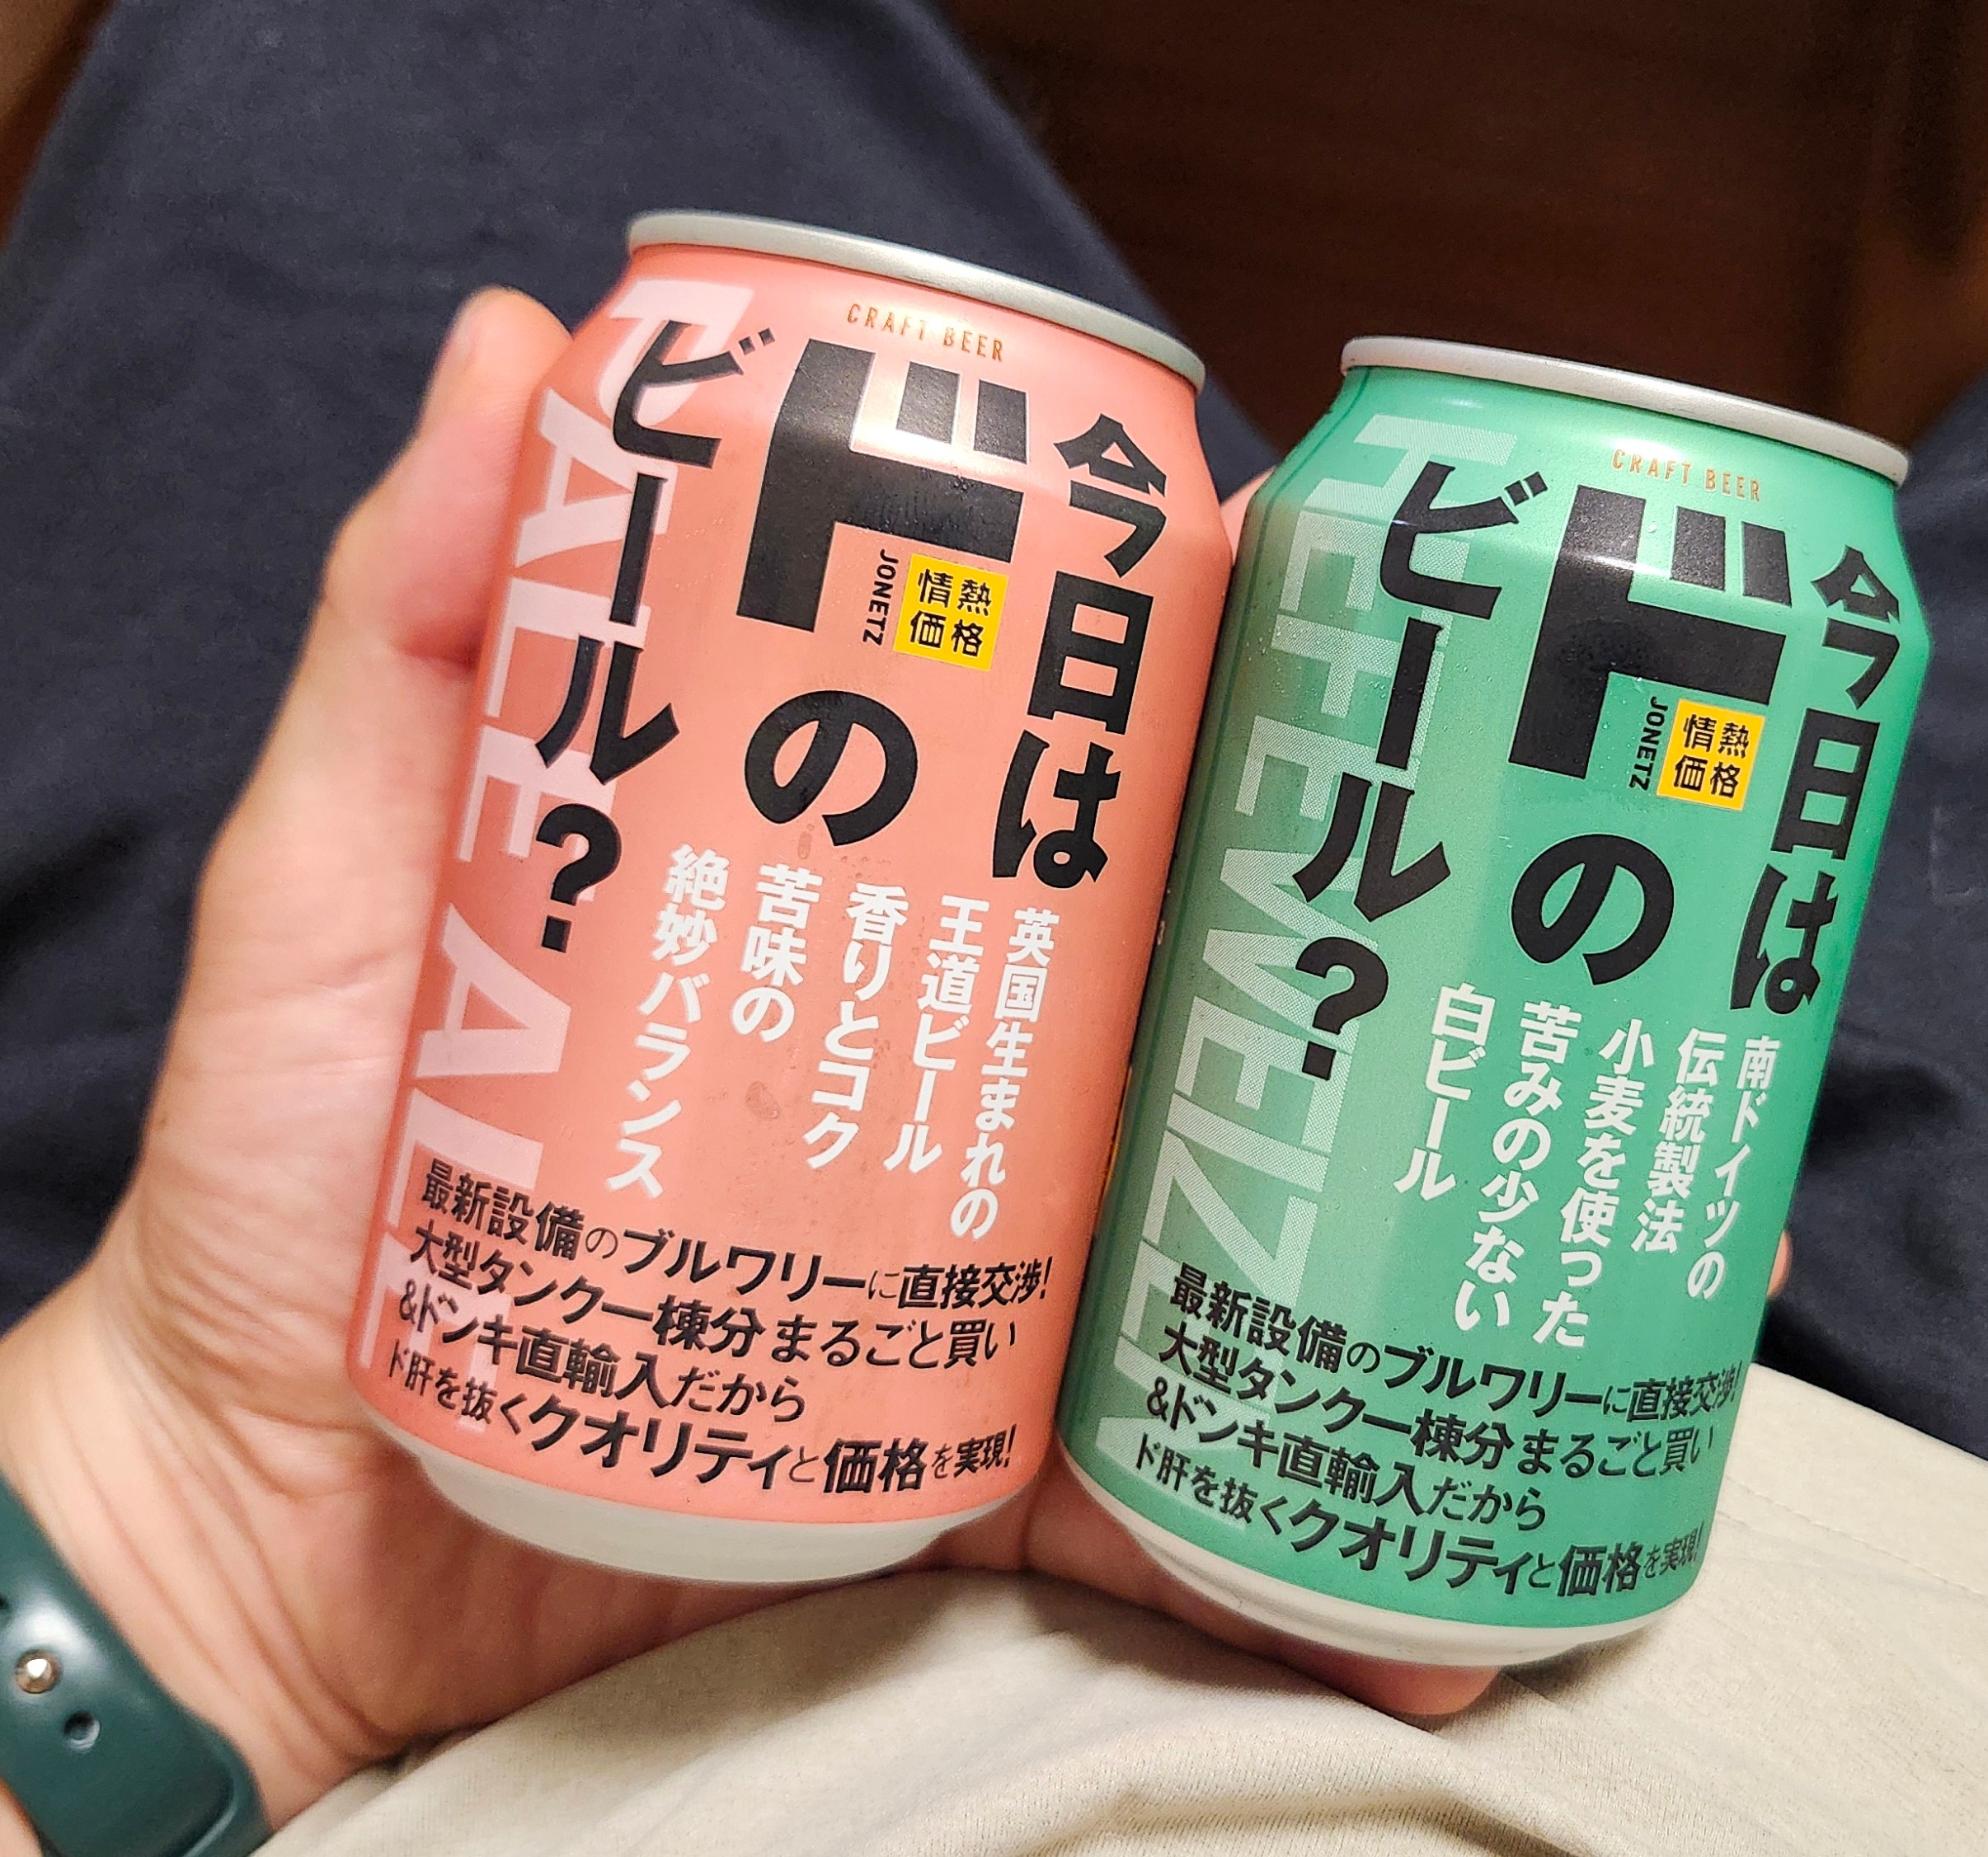 CRAFT BEER
今日は
ド
の
ビール?
情熱
価格
JONETZ
PALE ALE
英国生まれの
王道ビール
香りとコク
苦味の
絶妙バランス
最新設備のブルワリーに直接交渉!
大型タンク一棟分まるごと買い
&ドンキ直輸入だから
ド肝を抜くクオリティと価格を実現!
CRAFT BEER
今日は
ド
の
ビール?
情熱
価格
JONETZ
HEFEWEIZEN
南ドイツの
伝統製法
小麦を使った
苦みの少ない
白ビール
最新設備のブルワリーに直接交渉!
大型タンク一棟分まるごと買い
&ドンキ直輸入だから
ド肝を抜くクオリティと価格を実現!